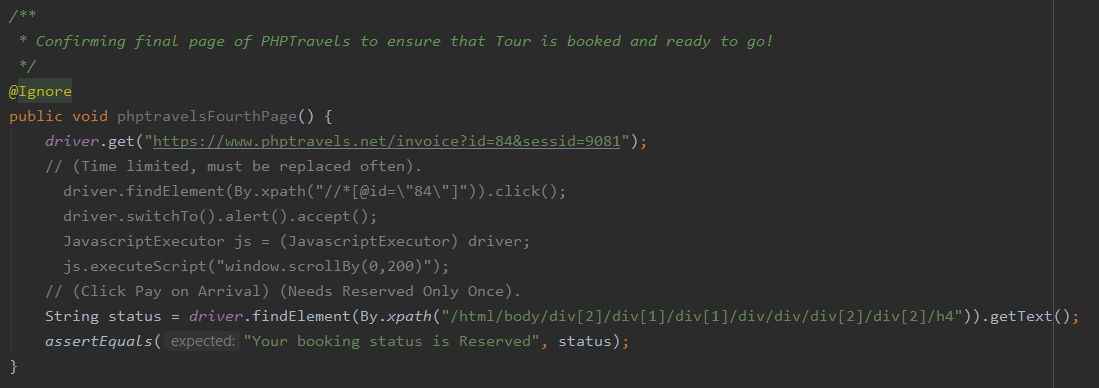 /**
 * Confirming final page of PHPTravels to ensure that Tour is booked and ready to go!
 */
@Ignore
public void phptravelsFourthPage() {
    driver.get("https://www.phptravels.net/invoice?id=84&sessid=9081");
    // (Time limited, must be replaced often).
      driver.findElement(By.xpath("//*[@id=\"84\"]")).click();
      driver.switchTo().alert().accept();
      JavascriptExecutor js = (JavascriptExecutor) driver;
      js.executeScript("window.scrollBy(0,200)");
    // (Click Pay on Arrival) (Needs Reserved Only Once).
    String status = driver.findElement(By.xpath("/html/body/div[2]/div[1]/div[1]/div/div/div[2]/div[2]/h4")).getText();
    assertEquals( expected: "Your booking status is Reserved", status);
}